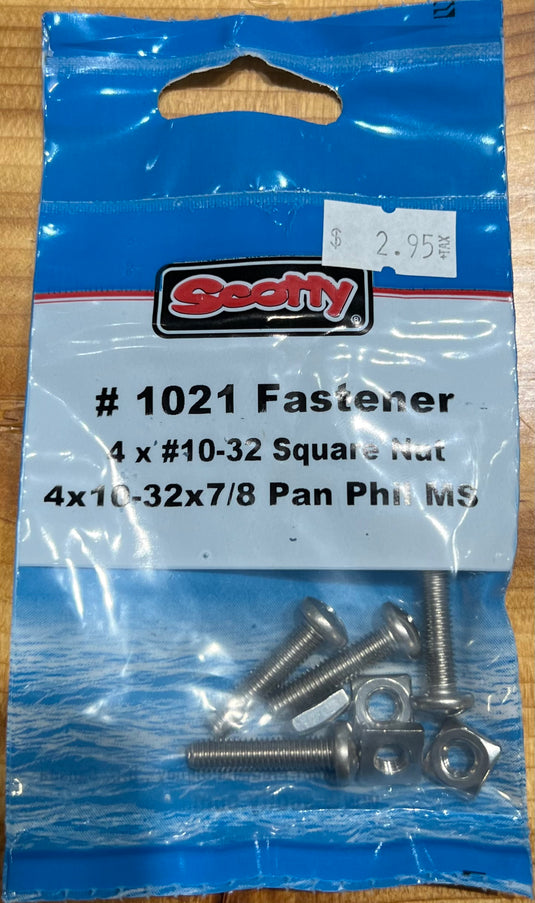 $ 2.95 +TAX
Scotty ®
# 1021 Fastener
4 x #10-32 Square Nut
4x10-32x7/8 Pan Phil MS